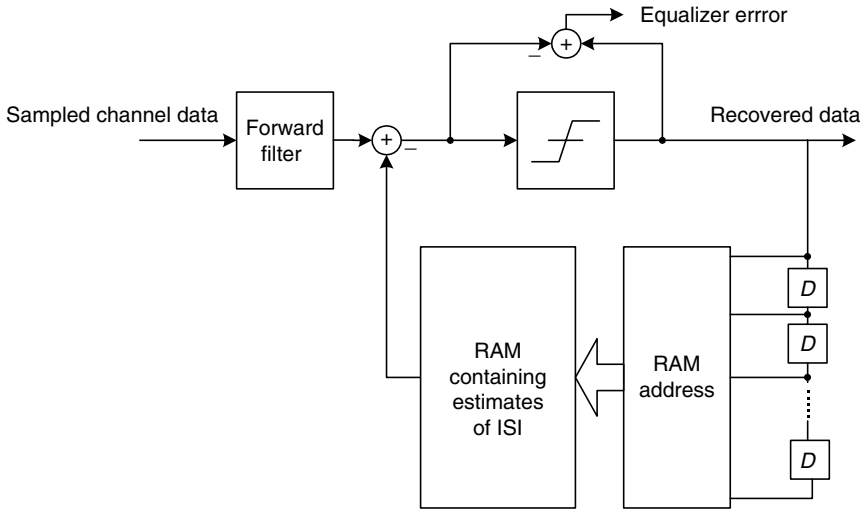 Equalizer errror
–
+
Sampled channel data
Forward
filter
+
–
Recovered data
D
D
RAM
containing
estimates
of ISI
RAM
address
D